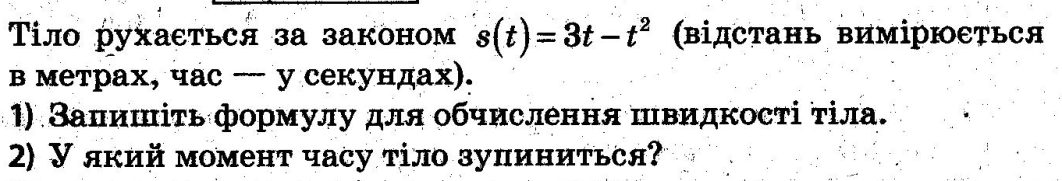 Тіло рухається за законом s(t) = 3t – t² (відстань вимірюється
в метрах, час — у секундах).
1) Запишіть формулу для обчислення швидкості тіла.
2) У який момент часу тіло зупиниться?